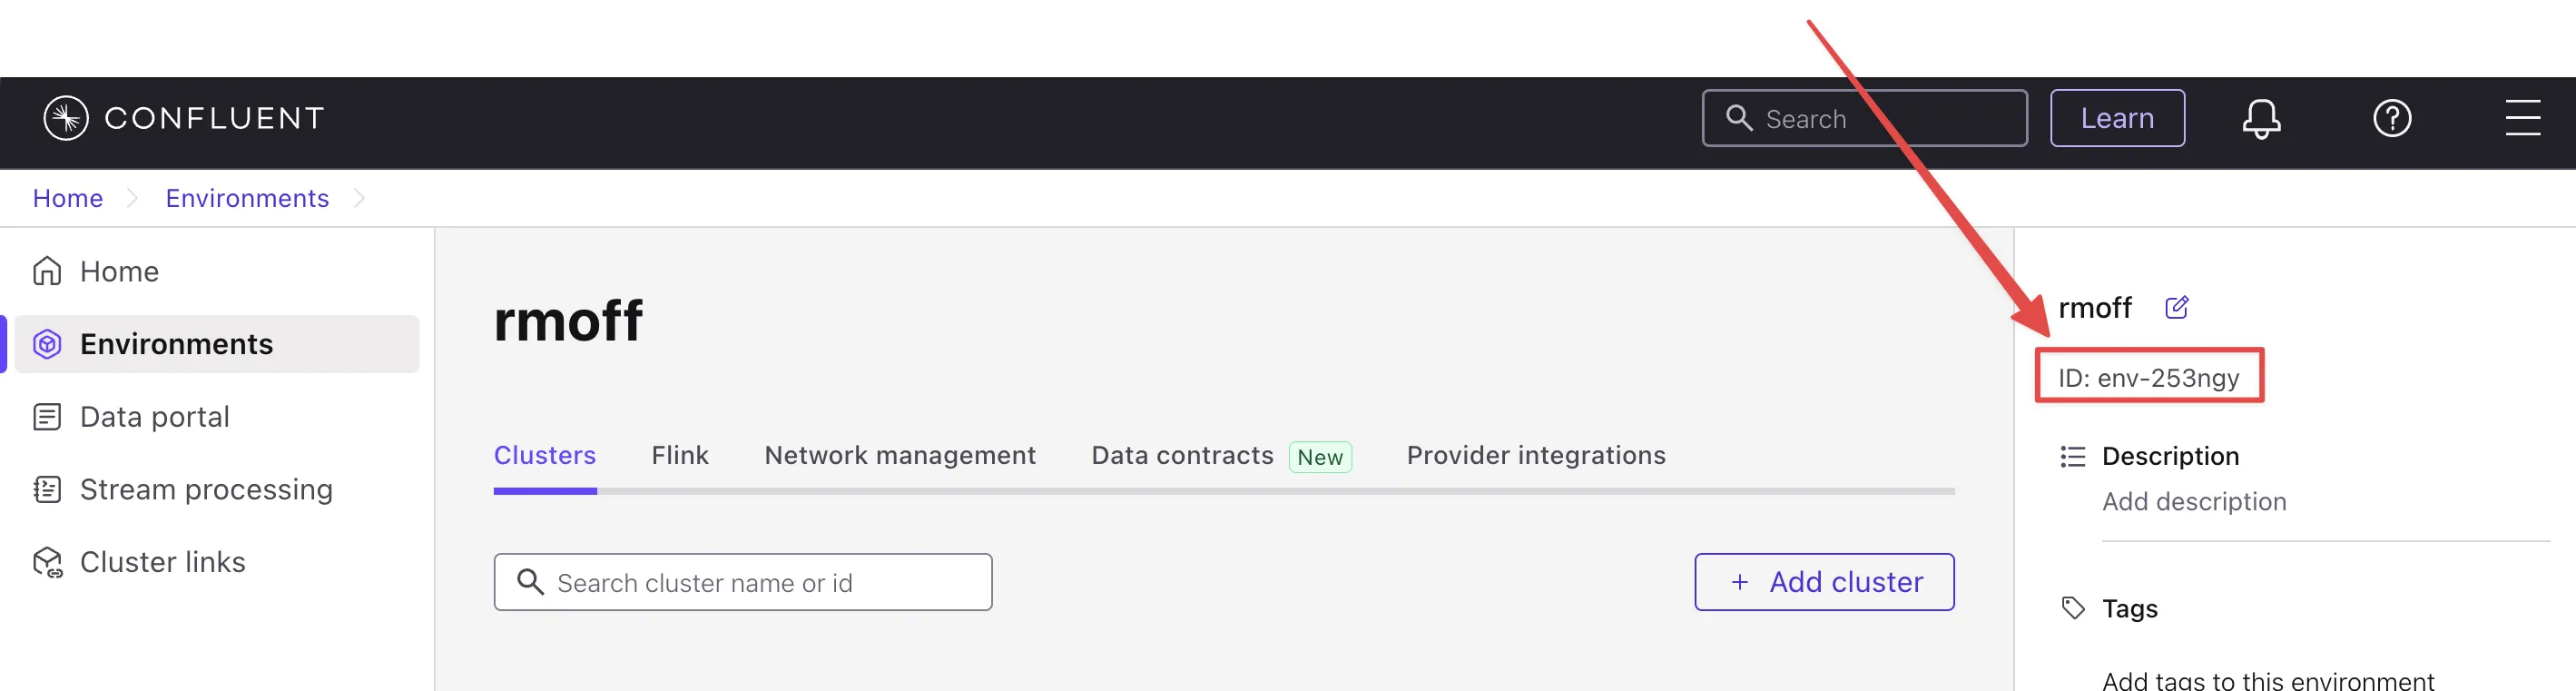 CONFLUENT
Search
Learn
Home
Environments
Home
Environments
Data portal
Stream processing
Cluster links
rmoff
Clusters
Flink
Network management
Data contracts New
Provider integrations
Search cluster name or id
+ Add cluster
rmoff
ID: env-253ngy
Description
Add description
Tags
Add tags to this environment